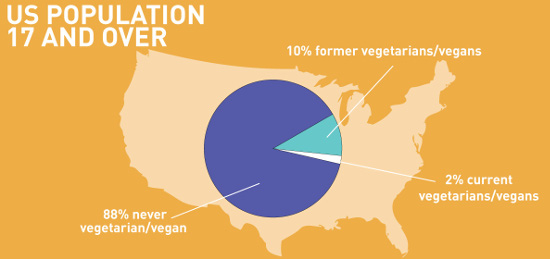 US POPULATION
17 AND OVER
10% former vegetarians/vegans
2% current
vegetarians/vegans
88% never
vegetarian/vegan